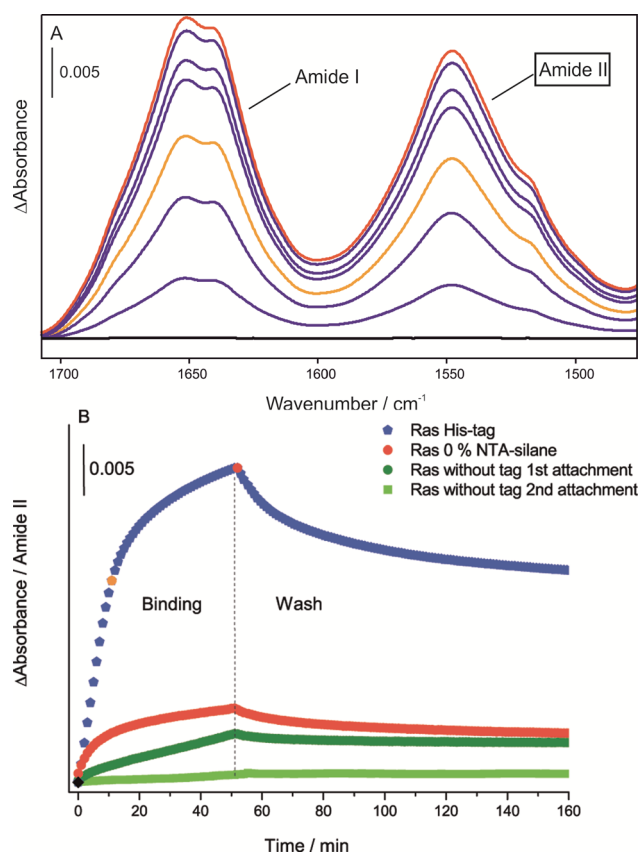 A
0.005
Amide I
Amide II
ΔAbsorbance
1700 1650 1600 1550 1500
Wavenumber / cm⁻¹
B
0.005
Ras His-tag
Ras 0 % NTA-silane
Ras without tag 1st attachment
Ras without tag 2nd attachment
Binding Wash
ΔAbsorbance / Amide II
0 20 40 60 80 100 120 140 160
Time / min